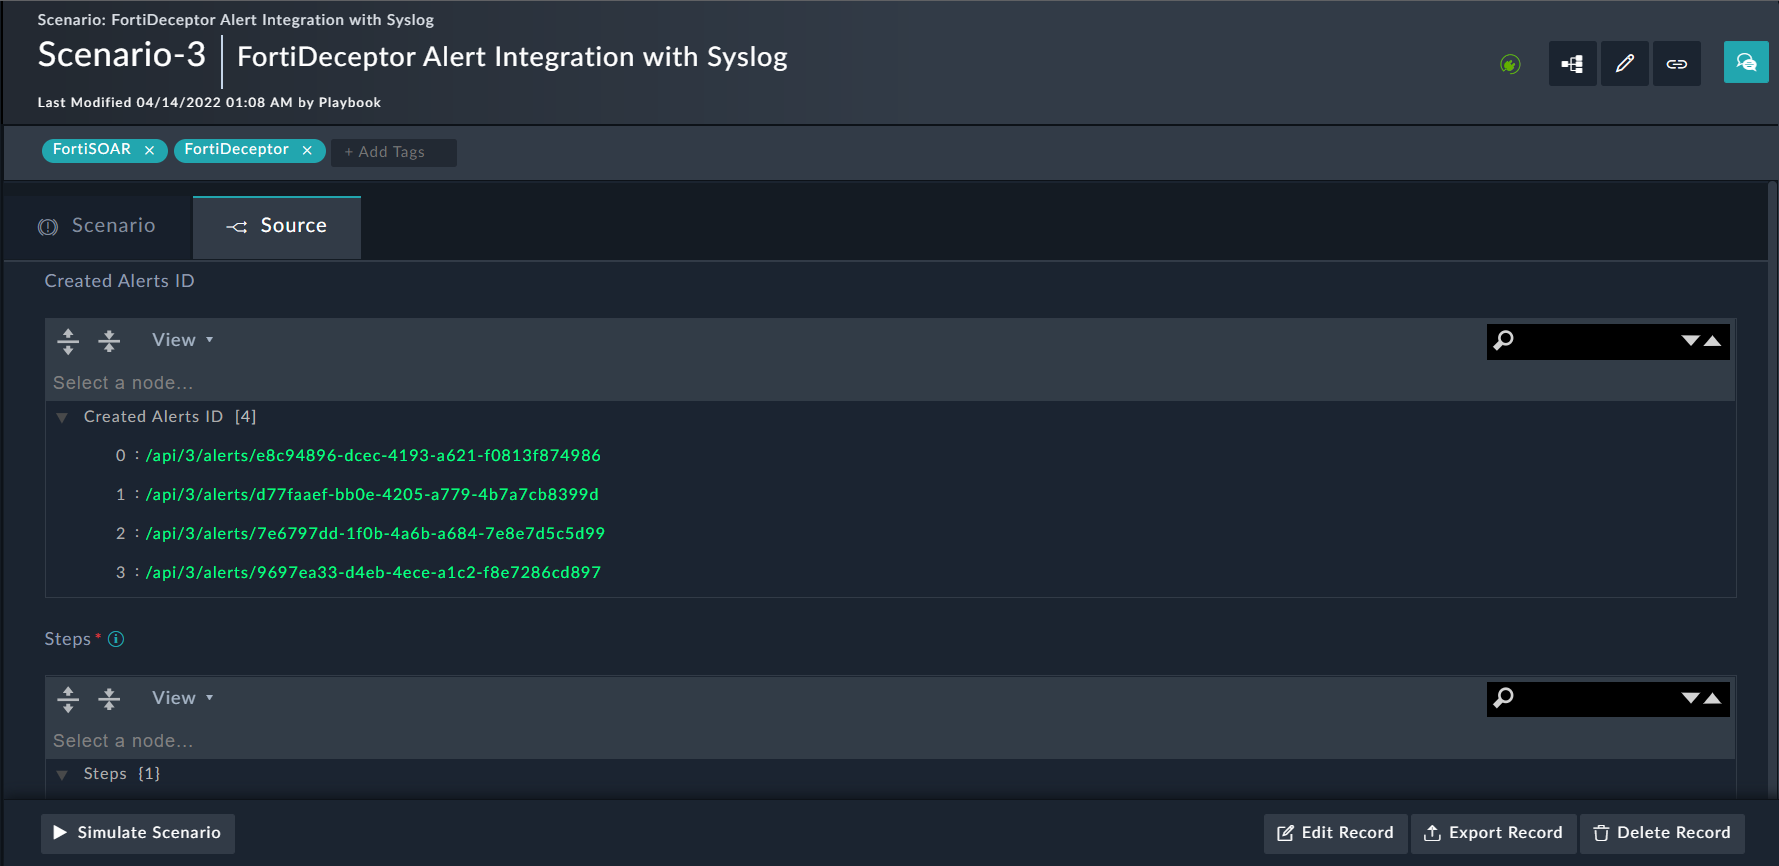 Scenario: FortiDeceptor Alert Integration with Syslog
Scenario-3 FortiDeceptor Alert Integration with Syslog
Last Modified 04/14/2022 01:08 AM by Playbook
FortiSOAR × FortiDeceptor × + Add Tags
Scenario Source
Created Alerts ID
View
Select a node...
Created Alerts ID [4]
0 : /api/3/alerts/e8c94896-dcec-4193-a621-f0813f874986
1 : /api/3/alerts/d77faaef-bb0e-4205-a779-4b7a7cb8399d
2 : /api/3/alerts/7e6797dd-1f0b-4a6b-a684-7e8e7d5c5d99
3 : /api/3/alerts/9697ea33-d4eb-4ece-a1c2-f8e7286cd897
Steps *
View
Select a node...
Steps {1}
Simulate Scenario Edit Record Export Record Delete Record